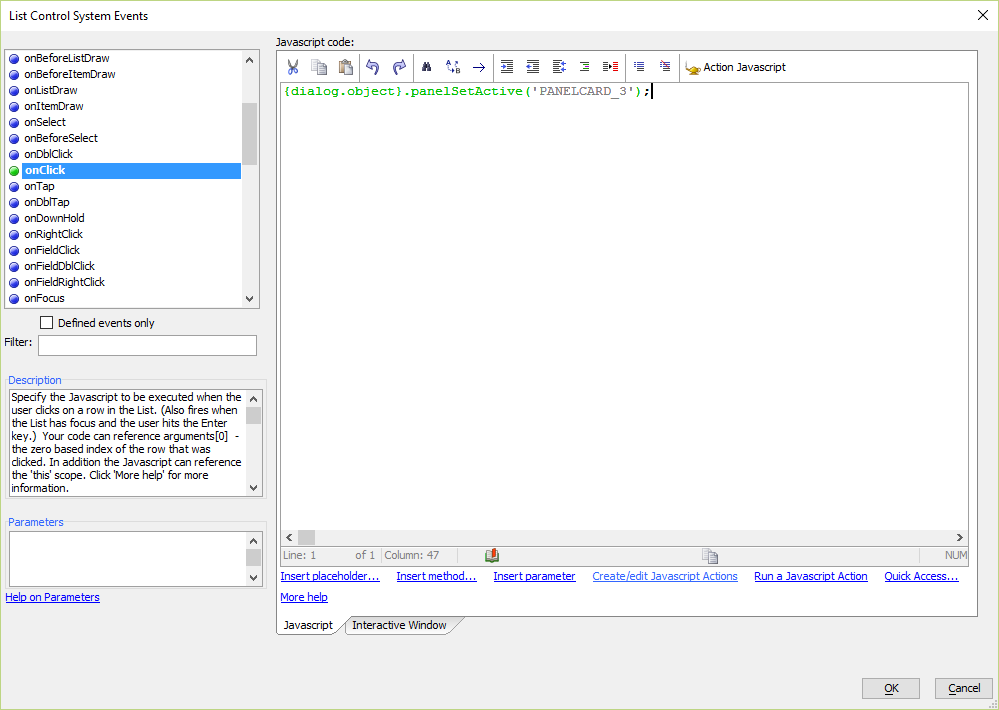 List Control System Events
onBeforeListDraw
onBeforeItemDraw
onListDraw
onItemDraw
onSelect
onBeforeSelect
onDblClick
onClick
onTap
onDblTap
onDownHold
onRightClick
onFieldClick
onFieldDblClick
onFieldRightClick
onFocus
Defined events only
Filter:
Description
Specify the Javascript to be executed when the
user clicks on a row in the List. (Also fires when
the List has focus and the user hits the Enter
key.)  Your code can reference arguments[0]  -
the zero based index of the row that was
clicked. In addition the Javascript can reference
the 'this' scope. Click 'More help' for more
information.
Parameters
Help on Parameters
Javascript code:
Action Javascript
{dialog.object}.panelSetActive('PANELCARD_3');
Line: 1 of 1 Column: 47 NUM
Insert placeholder... Insert method... Insert parameter Create/edit Javascript Actions Run a Javascript Action Quick Access...
More help
Javascript Interactive Window
OK Cancel